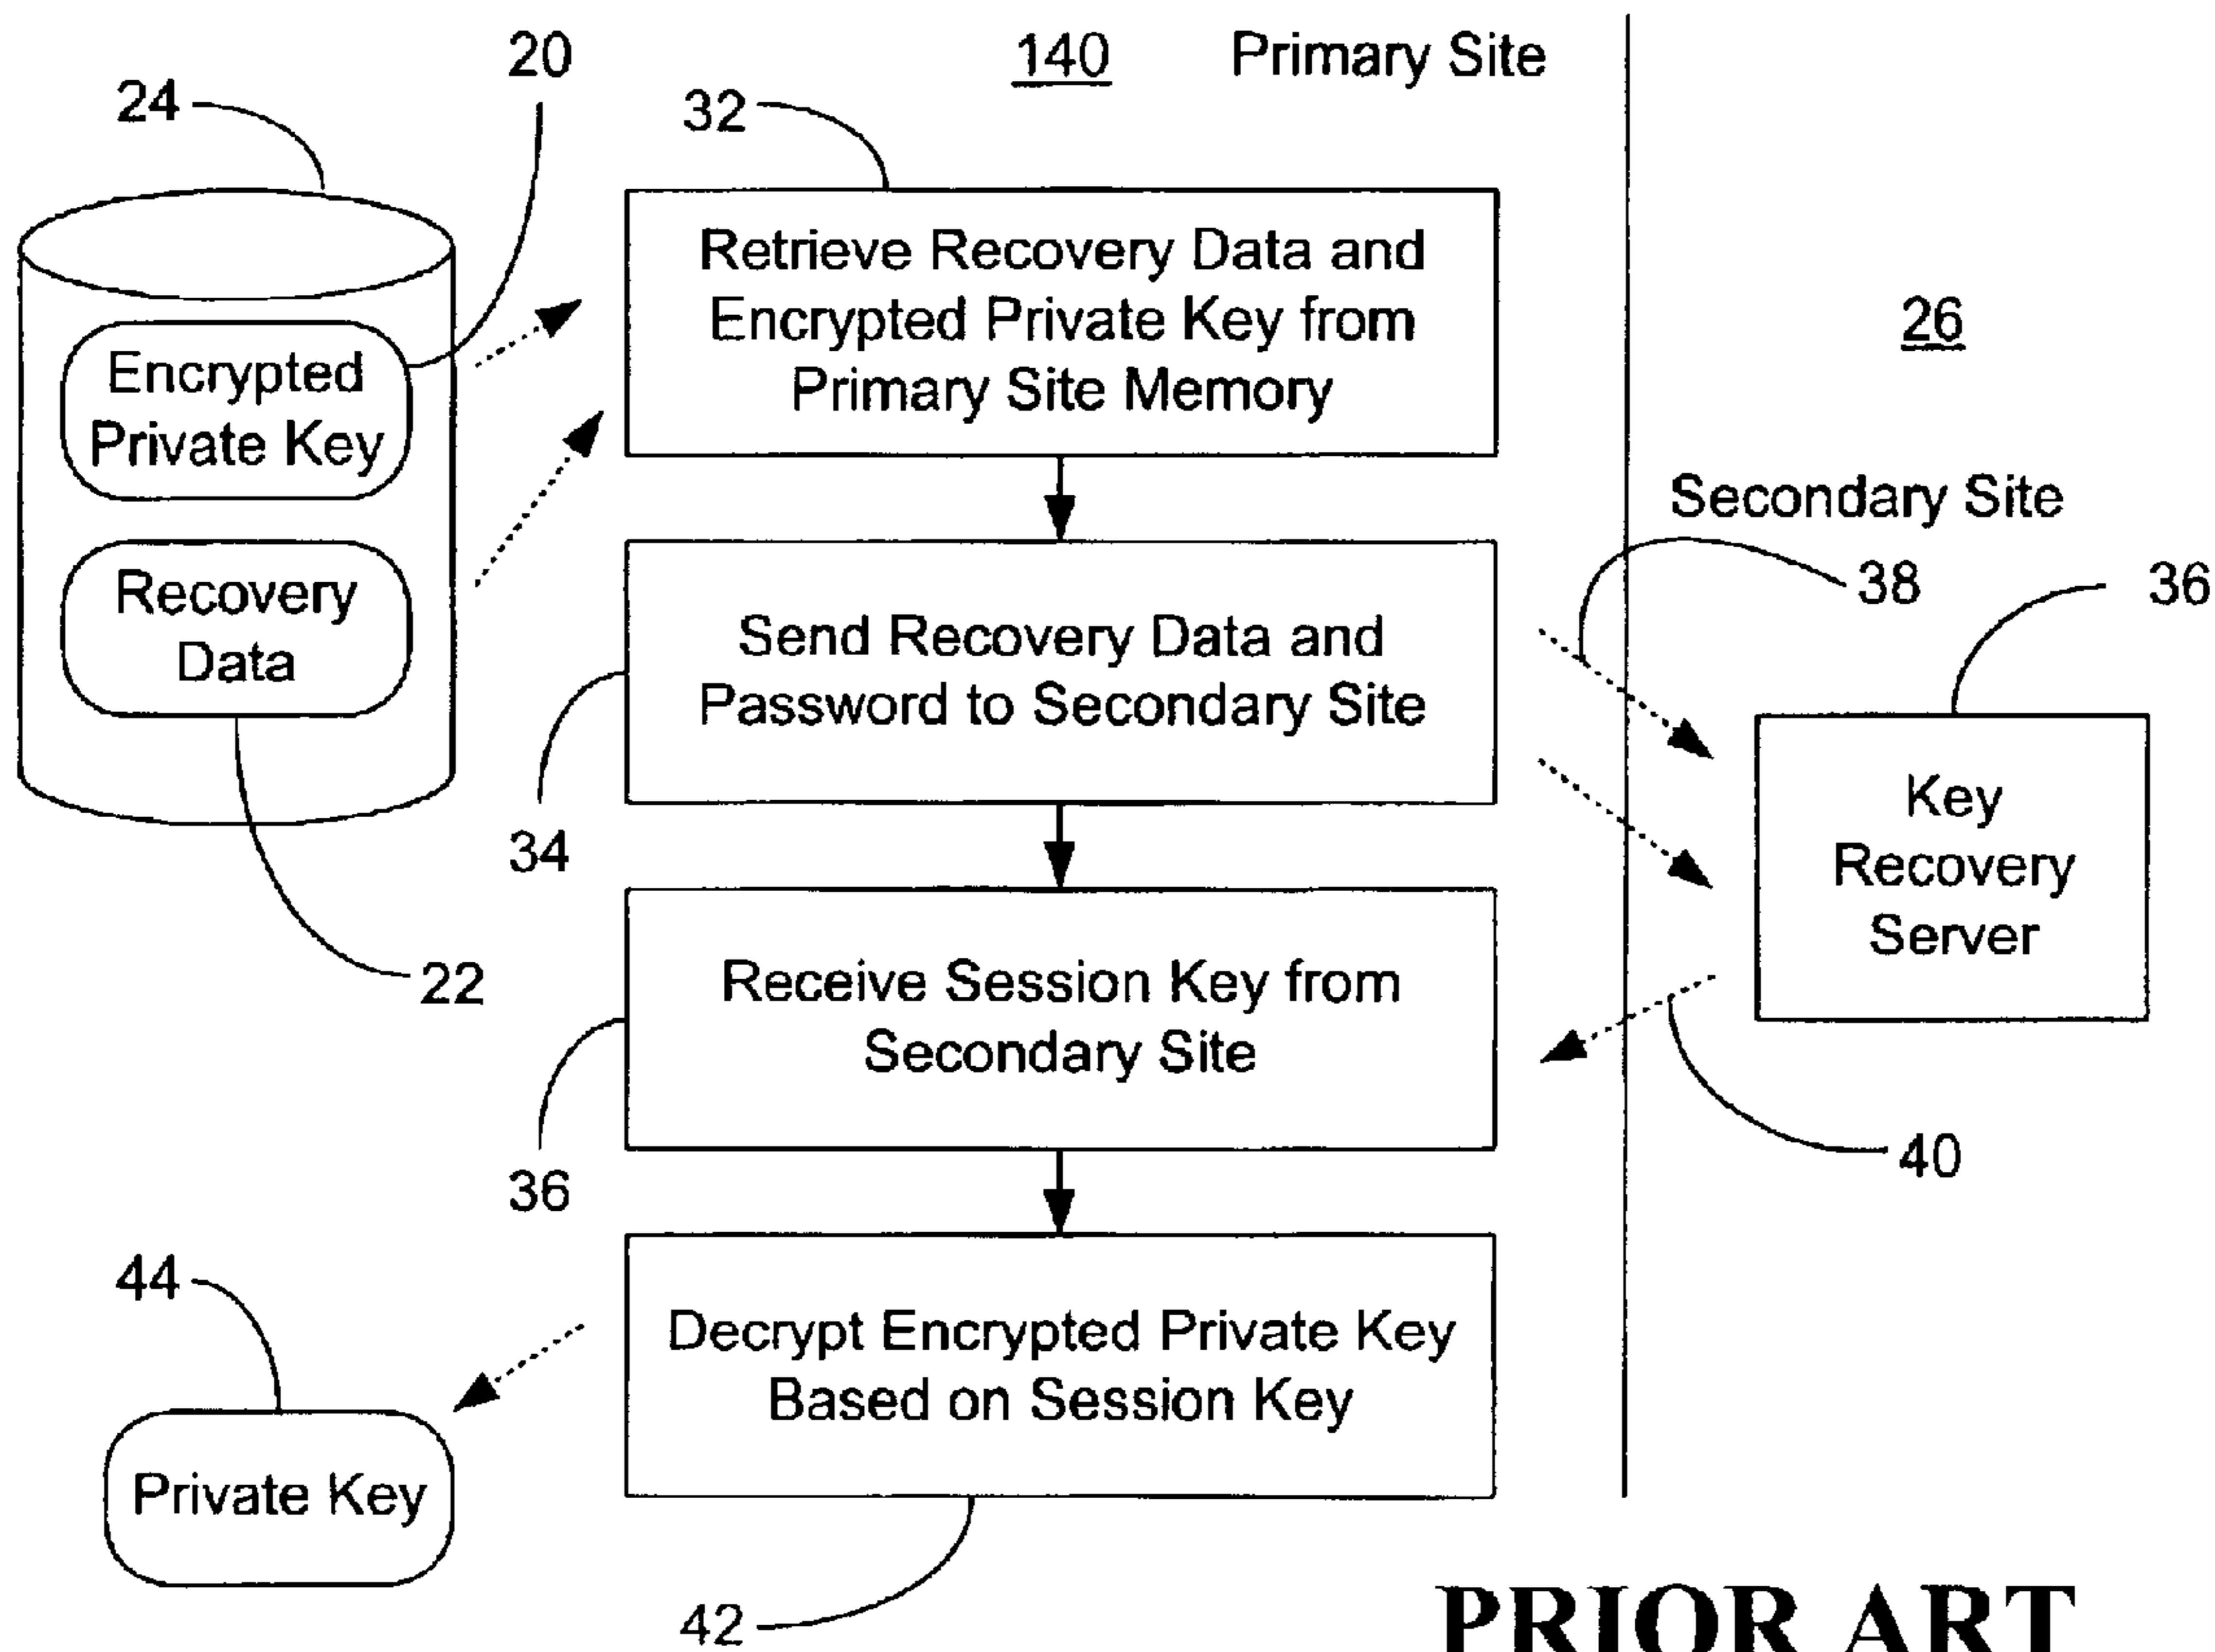 20
140
Primary Site
24
32
Retrieve Recovery Data and
Encrypted Private Key from
Primary Site Memory
26
Encrypted
Private Key
Secondary Site
38
36
Recovery
Data
Send Recovery Data and
Password to Secondary Site
Key
Recovery
Server
34
22
Receive Session Key from
Secondary Site
40
36
44
Decrypt Encrypted Private Key
Based on Session Key
Private Key
42
PRIOR ART